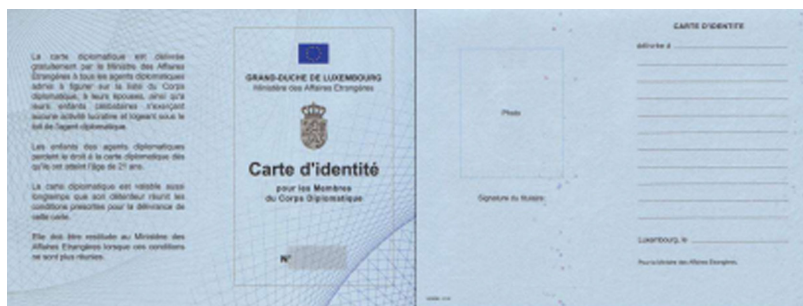 La carte diplomatique est délivrée
gratuitement par le Ministre des Affaires
Etrangères à tous les agents diplomatiques
admis à figurer sur la liste du Corps
diplomatique, à leurs épouses, ainsi qu'à
leurs enfants célibataires n'exerçant
aucune activité lucrative et logeant sous le
toit de l'agent diplomatique.
Les enfants des agents diplomatiques
perdent le droit à la carte diplomatique dès
qu'ils ont atteint l'âge de 21 ans.
La carte diplomatique est valable aussi
longtemps que son détenteur réunit les
conditions prescrites pour la délivrance de
cette carte.
Elle doit être restituée au Ministère des
Affaires Etrangères lorsque ces conditions
ne sont plus réunies.
GRAND-DUCHE DE LUXEMBOURG
Ministère des Affaires Etrangères
Carte d'identité
pour les Membres
du Corps Diplomatique
N°
Photo
Signature du titulaire
CARTE D'IDENTITE
délivrée à
Luxembourg, le
Pour le Ministre des Affaires Etrangères,